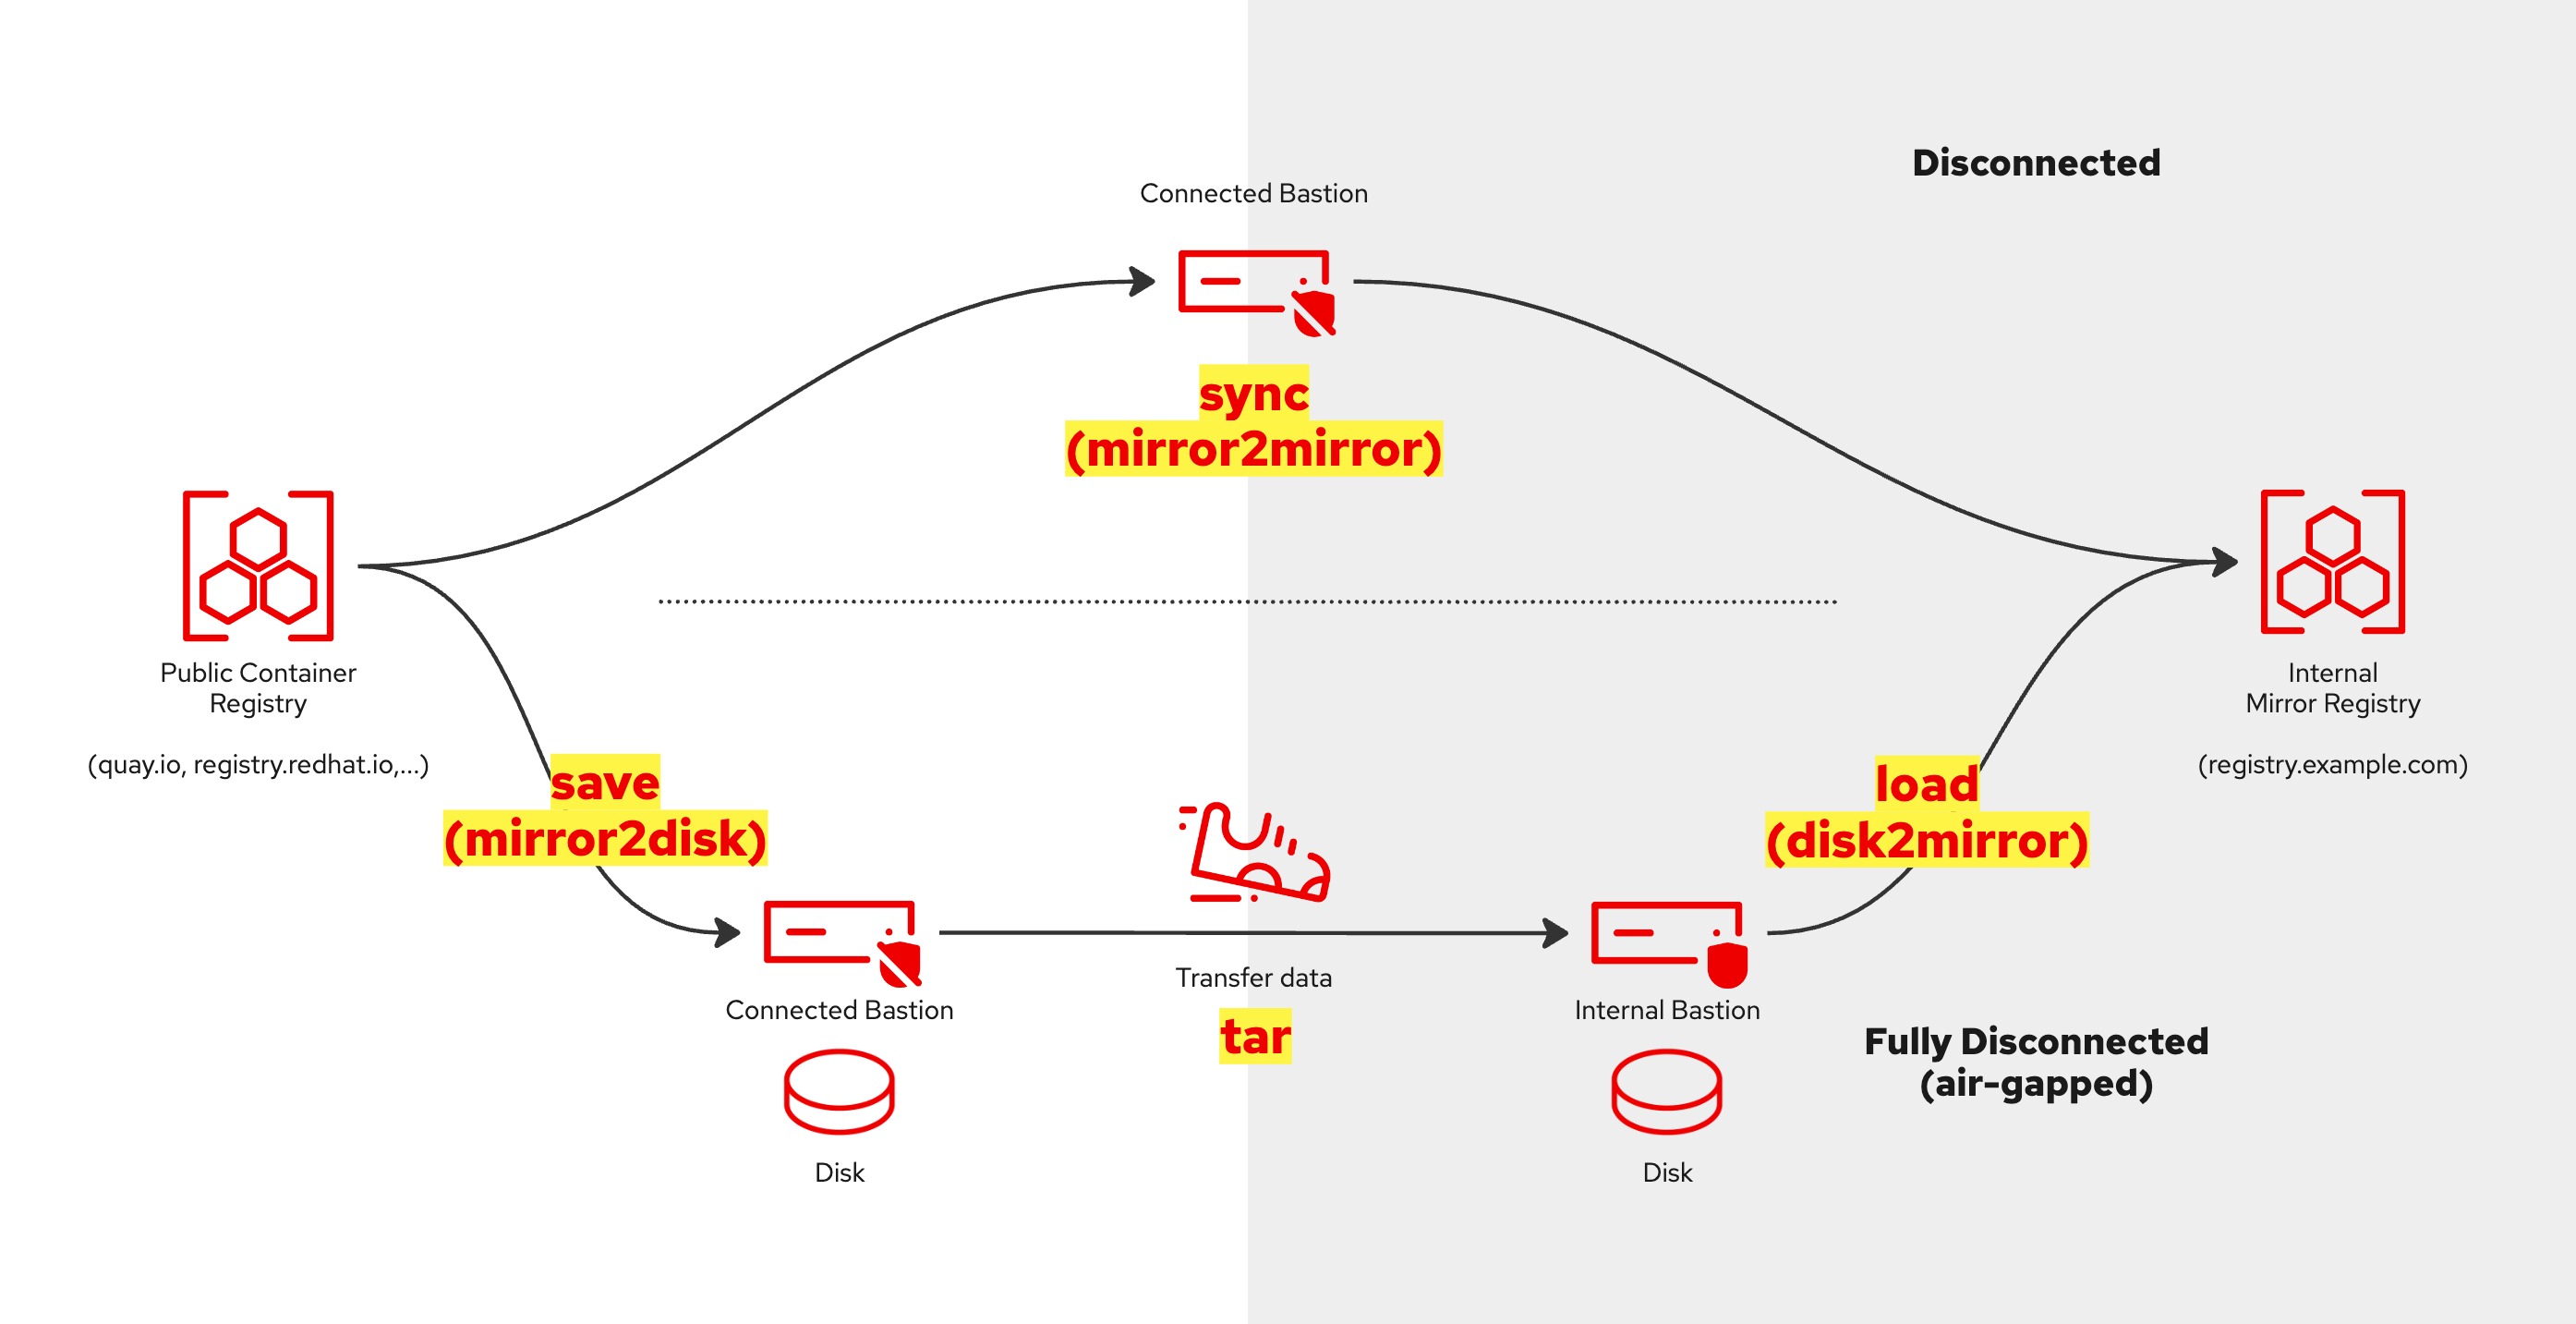 Disconnected
Connected Bastion
sync
(mirror2mirror)
Public Container
Registry
(quay.io, registry.redhat.io,...)
Internal
Mirror Registry
(registry.example.com)
save
(mirror2disk)
load
(disk2mirror)
Transfer data
tar
Connected Bastion
Disk
Internal Bastion
Disk
Fully Disconnected
(air-gapped)